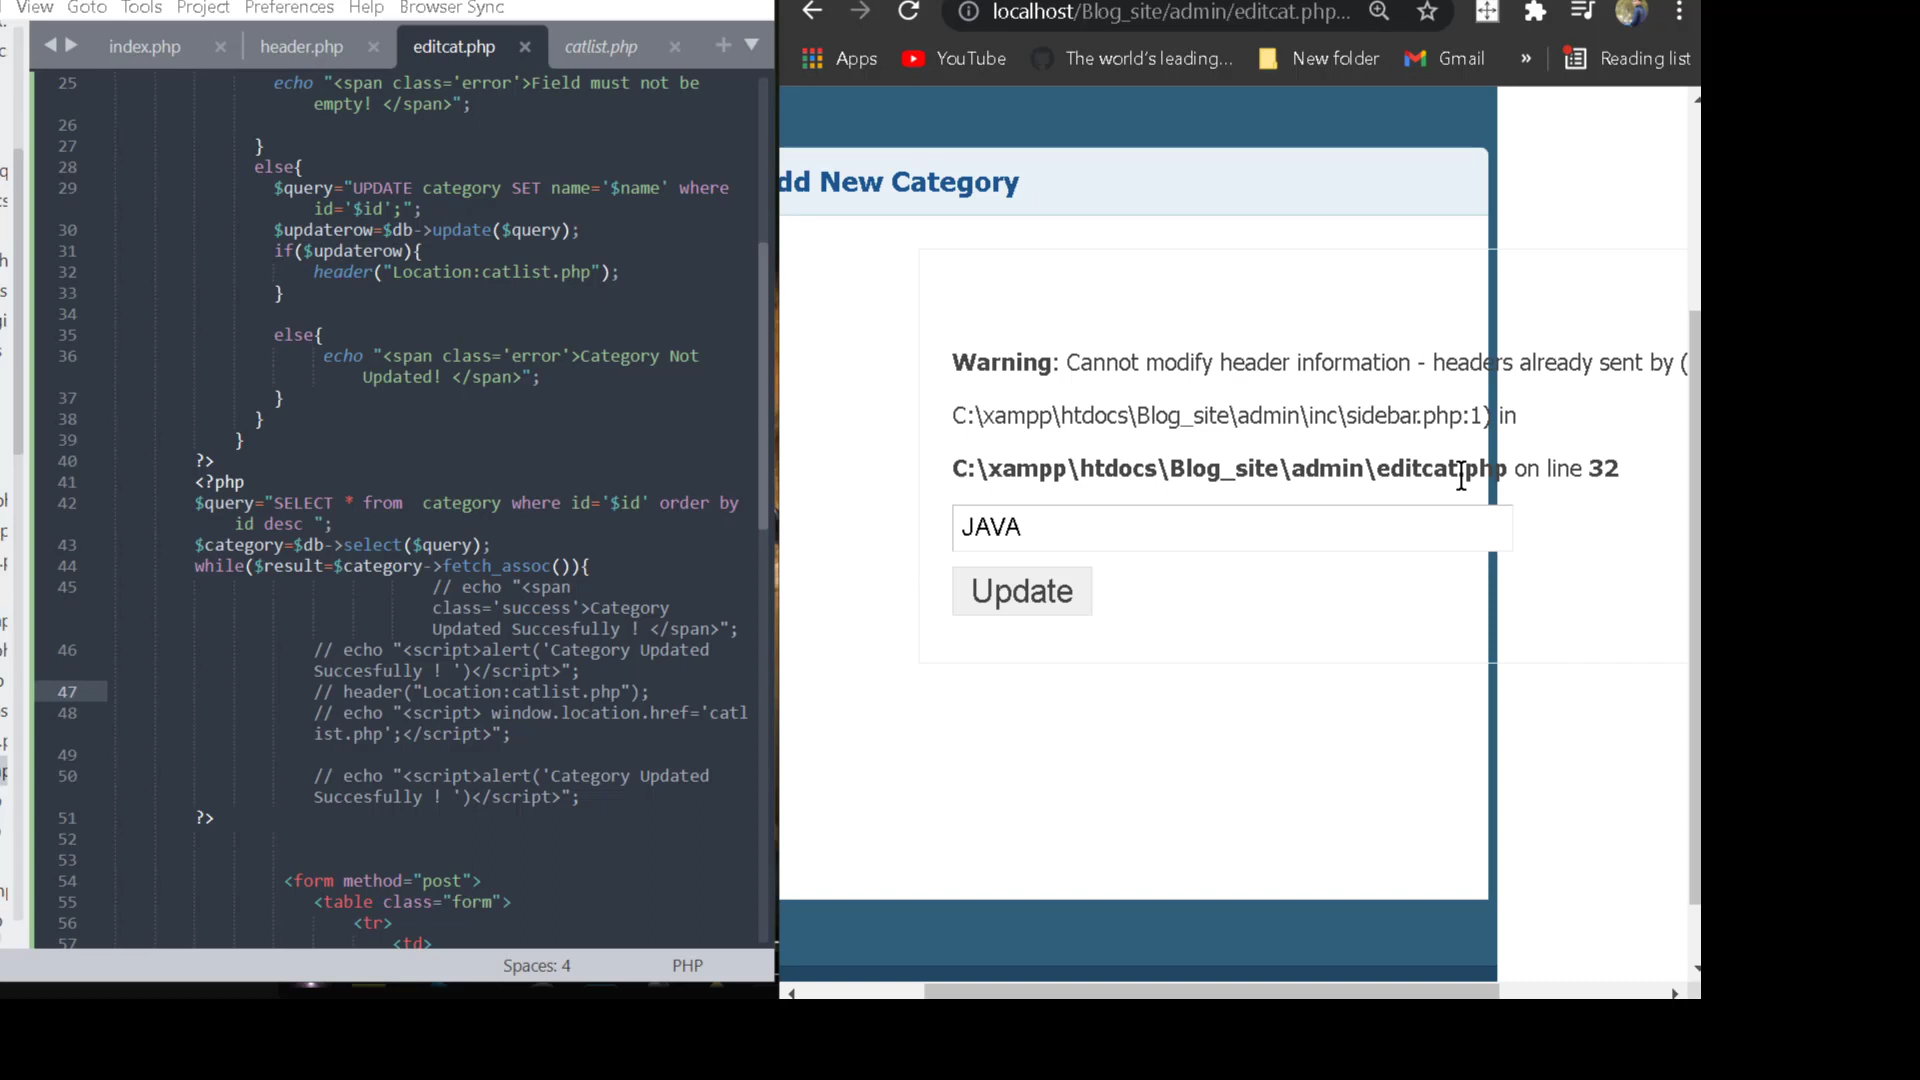 View Goto Tools Project Preferences Help Browser Sync
index.php × header.php × editcat.php × catlist.php × +
25 echo "<span class='error'>Field must not be
empty! </span>";
26
27 }
28 else{
29 $query="UPDATE category SET name='$name' where
id='$id';";
30 $updaterow=$db->update($query);
31 if($updaterow){
32 header("Location:catlist.php");
33 }
34
35 else{
36 echo "<span class='error'>Category Not
Updated! </span>";
37 }
38 }
39 }
40 ?>
41 <?php
42 $query="SELECT * from category where id='$id' order by
id desc ";
43 $category=$db->select($query);
44 while($result=$category->fetch_assoc()){
45 // echo "<span
class='success'>Category
Updated Succesfully ! </span>";
46 // echo "<script>alert('Category Updated
Succesfully ! ')</script>";
47 // header("Location:catlist.php");
48 // echo "<script> window.location.href='catl
ist.php';</script>";
49
50 // echo "<script>alert('Category Updated
Succesfully ! ')</script>";
51 ?>
52
53
54 <form method="post">
55 <table class="form">
56 <tr>
57 <td>
Spaces: 4 PHP
localhost/Blog_site/admin/editcat.php...
Apps YouTube The world's leading... New folder Gmail » Reading list
dd New Category
Warning: Cannot modify header information - headers already sent by (
C:\xampp\htdocs\Blog_site\admin\inc\sidebar.php:1) in
C:\xampp\htdocs\Blog_site\admin\editcat.php on line 32
JAVA
Update